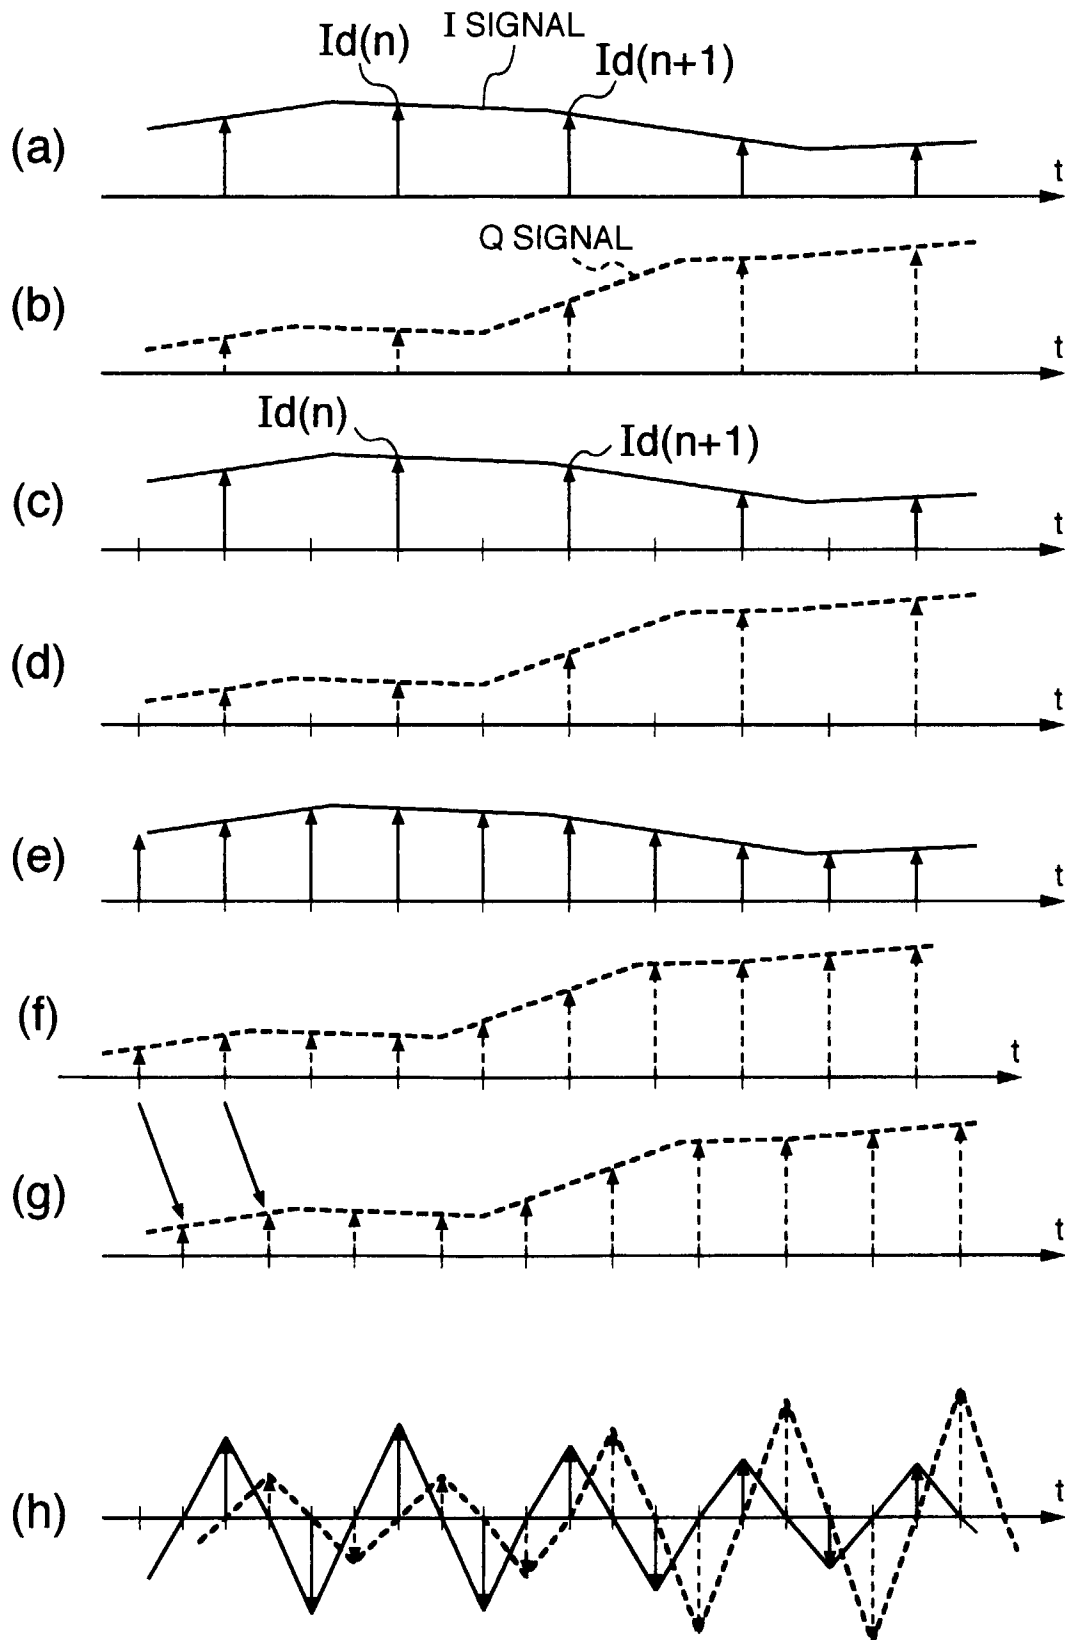 I SIGNAL
Id(n)
Id(n+1)
(a)
t
Q SIGNAL
(b)
t
Id(n)
Id(n+1)
(c)
t
(d)
t
(e)
t
(f)
t
(g)
t
(h)
t